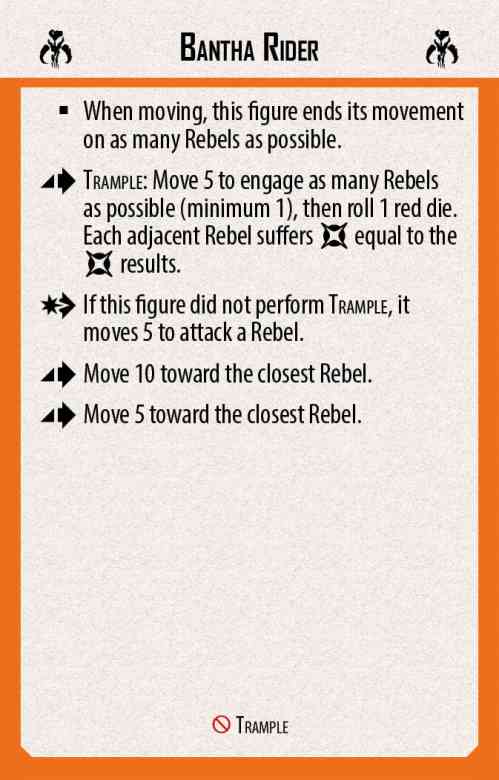 Bantha Rider
▪ When moving, this figure ends its movement
on as many Rebels as possible.
Trample: Move 5 to engage as many Rebels
as possible (minimum 1), then roll 1 red die.
Each adjacent Rebel suffers equal to the
results.
If this figure did not perform Trample, it
moves 5 to attack a Rebel.
Move 10 toward the closest Rebel.
Move 5 toward the closest Rebel.
Trample